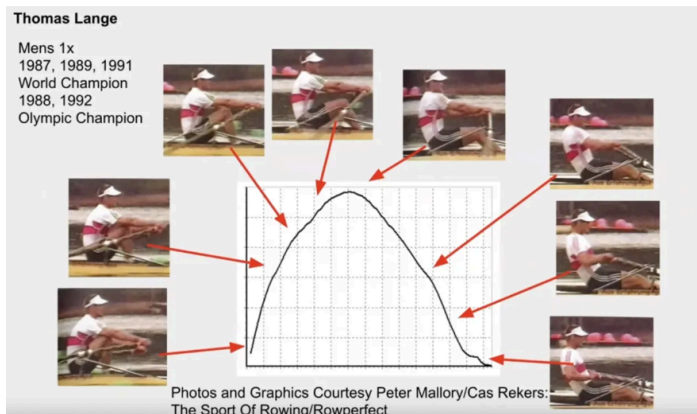 Thomas Lange
Mens 1x
1987, 1989, 1991
World Champion
1988, 1992
Olympic Champion
Photos and Graphics Courtesy Peter Mallory/Cas Rekers:
The Sport Of Rowing/Rowperfect